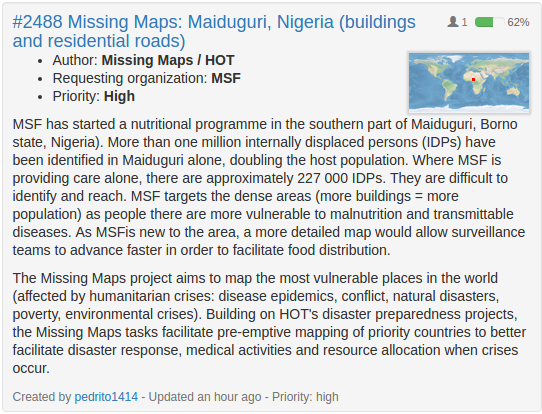 #2488 Missing Maps: Maiduguri, Nigeria (buildings
and residential roads)
1
62%
Author: Missing Maps / HOT
Requesting organization: MSF
Priority: High
MSF has started a nutritional programme in the southern part of Maiduguri, Borno
state, Nigeria). More than one million internally displaced persons (IDPs) have
been identified in Maiduguri alone, doubling the host population. Where MSF is
providing care alone, there are approximately 227 000 IDPs. They are difficult to
identify and reach. MSF targets the dense areas (more buildings = more
population) as people there are more vulnerable to malnutrition and transmittable
diseases. As MSFis new to the area, a more detailed map would allow surveillance
teams to advance faster in order to facilitate food distribution.
The Missing Maps project aims to map the most vulnerable places in the world
(affected by humanitarian crises: disease epidemics, conflict, natural disasters,
poverty, environmental crises). Building on HOT's disaster preparedness projects,
the Missing Maps tasks facilitate pre-emptive mapping of priority countries to better
facilitate disaster response, medical activities and resource allocation when crises
occur.
Created by pedrito1414 - Updated an hour ago - Priority: high